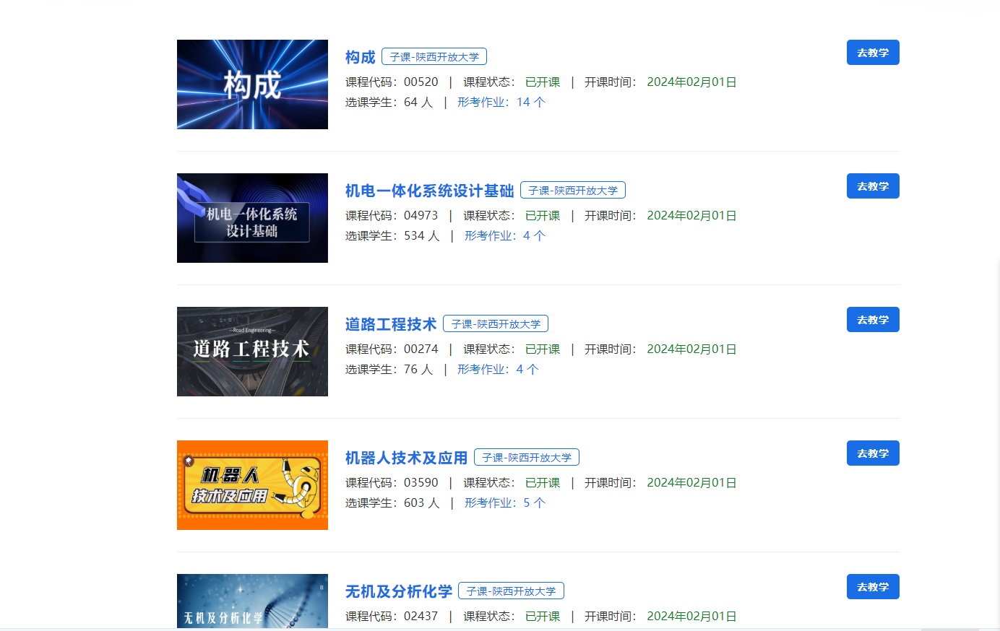 构成
构成 子课-陕西开放大学 去教学
课程代码：00520 | 课程状态： 已开课 | 开课时间： 2024年02月01日
选课学生：64 人 | 形考作业：14 个
机电一体化系统
设计基础
机电一体化系统设计基础 子课-陕西开放大学 去教学
课程代码：04973 | 课程状态： 已开课 | 开课时间： 2024年02月01日
选课学生：534 人 | 形考作业：4 个
—Road Engineering—
道路工程技术
道路工程技术 子课-陕西开放大学 去教学
课程代码：00274 | 课程状态： 已开课 | 开课时间： 2024年02月01日
选课学生：76 人 | 形考作业：4 个
机器人
技术及应用
机器人技术及应用 子课-陕西开放大学 去教学
课程代码：03590 | 课程状态： 已开课 | 开课时间： 2024年02月01日
选课学生：603 人 | 形考作业：5 个
无机及分析化学
无机及分析化学 子课-陕西开放大学 去教学
课程代码：02437 | 课程状态： 已开课 | 开课时间： 2024年02月01日